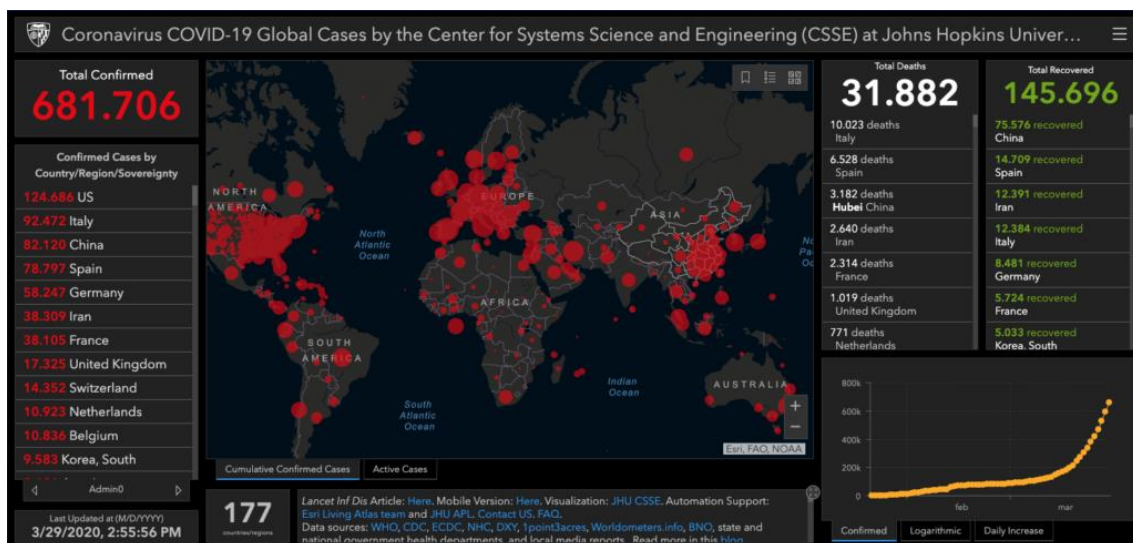 Coronavirus COVID-19 Global Cases by the Center for Systems Science and Engineering (CSSE) at Johns Hopkins Univer...
Total Confirmed
681.706
Confirmed Cases by
Country/Region/Sovereignty
124.686 US
92.472 Italy
82.120 China
78.797 Spain
58.247 Germany
38.309 Iran
38.105 France
17.325 United Kingdom
14.352 Switzerland
10.923 Netherlands
10.836 Belgium
9.583 Korea, South
Admin0
Last Updated at (M/D/YYYY)
3/29/2020, 2:55:56 PM
NORTH
AMERICA
North
Atlantic
Ocean
EUROPE
ASIA
AFRICA
SOUTH
AMERICA
South
Atlantic
Ocean
Indian
Ocean
AUSTRALIA
+
−
Esri, FAO, NOAA
Cumulative Confirmed Cases
Active Cases
177
countries/regions
Lancet Inf Dis Article: Here. Mobile Version: Here. Visualization: JHU CSSE. Automation Support:
Esri Living Atlas team and JHU APL. Contact US. FAQ.
Data sources: WHO, CDC, ECDC, NHC, DXY, 1point3acres, Worldometers.info, BNO, state and
national government health departments, and local media reports. Read more in this blog.
Total Deaths
31.882
10.023 deaths
Italy
6.528 deaths
Spain
3.182 deaths
Hubei China
2.640 deaths
Iran
2.314 deaths
France
1.019 deaths
United Kingdom
771 deaths
Netherlands
Total Recovered
145.696
75.576 recovered
China
14.709 recovered
Spain
12.391 recovered
Iran
12.384 recovered
Italy
8.481 recovered
Germany
5.724 recovered
France
5.033 recovered
Korea, South
800k
600k
400k
200k
0
feb
mar
Confirmed
Logarithmic
Daily Increase